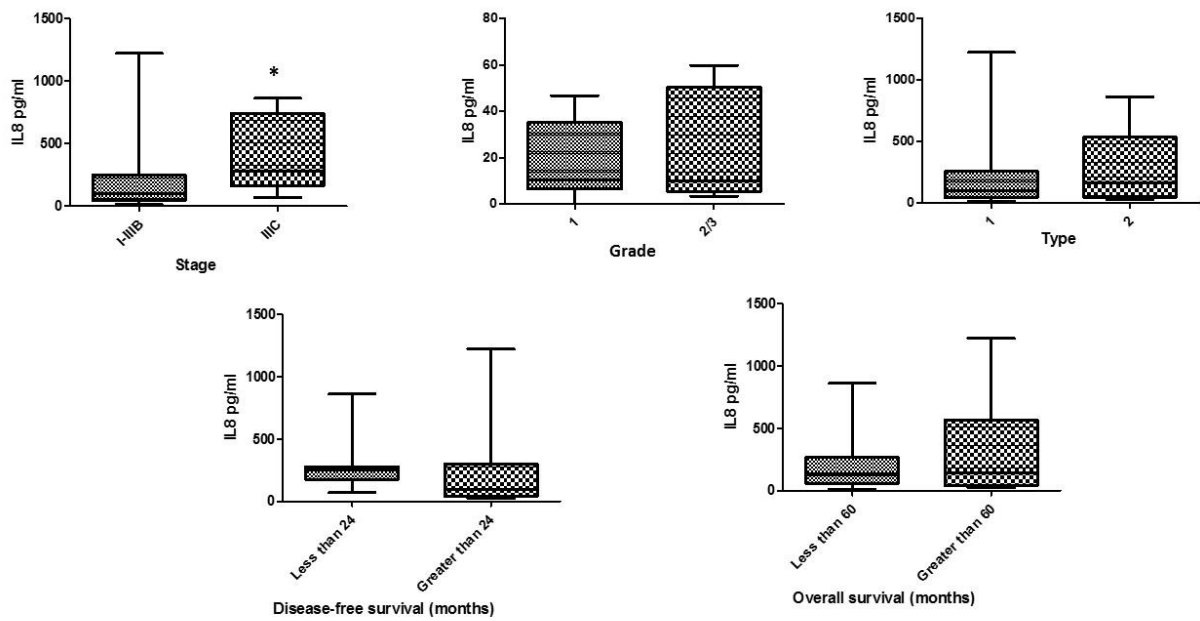 IL8 pg/ml
1500
1000
500
0
*
I-IIIB
IIIC
Stage
IL8 pg/ml
80
60
40
20
0
1
2/3
Grade
IL8 pg/ml
1500
1000
500
0
1
2
Type
IL8 pg/ml
1500
1000
500
0
Less than 24
Greater than 24
Disease-free survival (months)
IL8 pg/ml
1500
1000
500
0
Less than 60
Greater than 60
Overall survival (months)